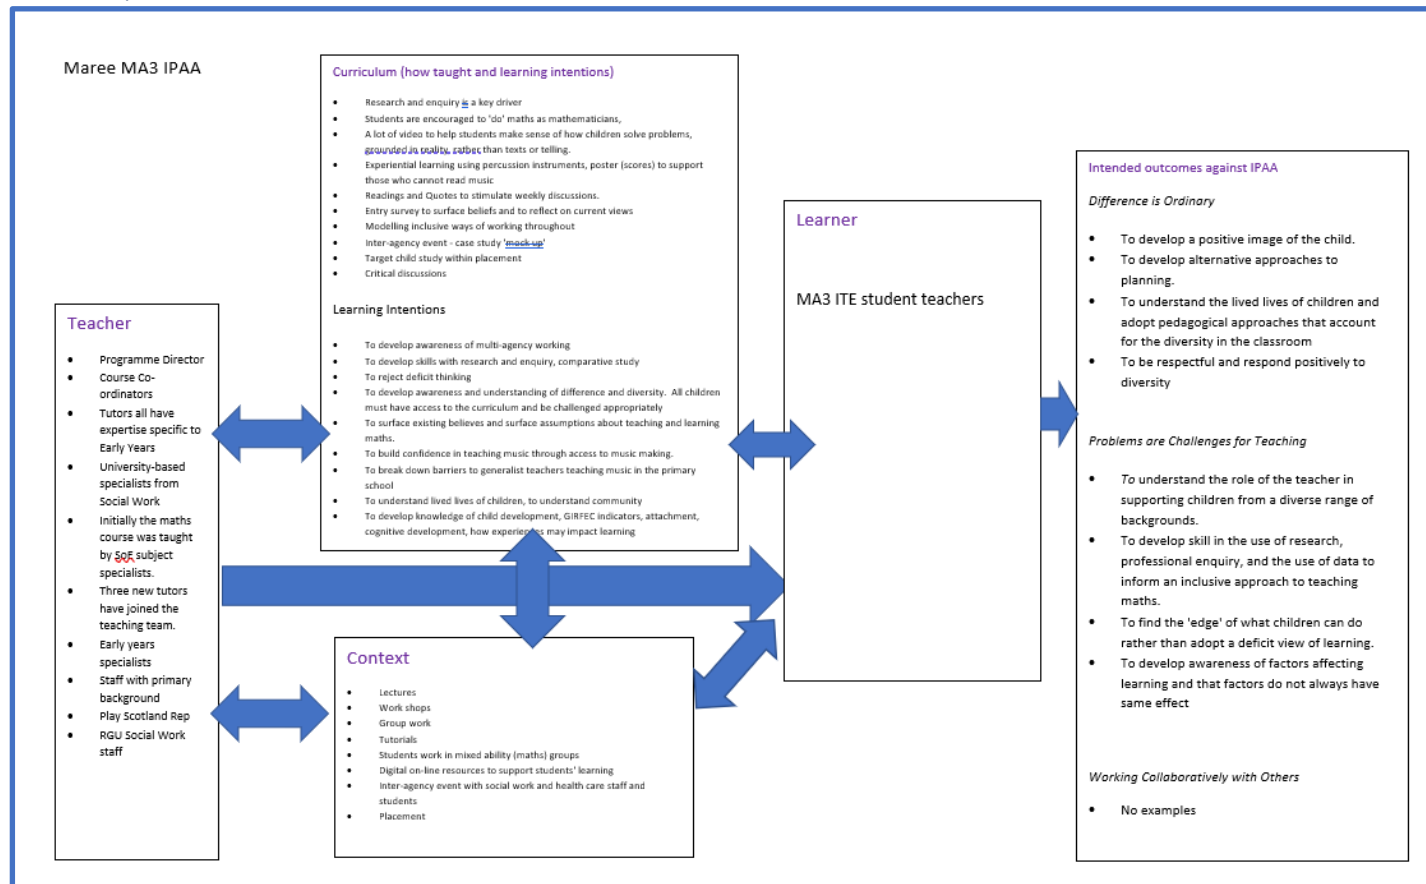 Maree MA3 IPAA
Curriculum (how taught and learning intentions)
• Research and enquiry is a key driver
• Students are encouraged to 'do' maths as mathematicians,
• A lot of video to help students make sense of how children solve problems,
grounded in reality, rather than texts or telling.
• Experiential learning using percussion instruments, poster (scores) to support
those who cannot read music
• Readings and Quotes to stimulate weekly discussions.
• Entry survey to surface beliefs and to reflect on current views
• Modelling inclusive ways of working throughout
• Inter-agency event - case study 'mock up'
• Target child study within placement
• Critical discussions
Learning Intentions
• To develop awareness of multi-agency working
• To develop skills with research and enquiry, comparative study
• To reject deficit thinking
• To develop awareness and understanding of difference and diversity. All children
must have access to the curriculum and be challenged appropriately
• To surface existing believes and surface assumptions about teaching and learning
maths.
• To build confidence in teaching music through access to music making.
• To break down barriers to generalist teachers teaching music in the primary
school
• To understand lived lives of children, to understand community
• To develop knowledge of child development, GIRFEC indicators, attachment,
cognitive development, how experiences may impact learning
Teacher
• Programme Director
• Course Co-
ordinators
• Tutors all have
expertise specific to
Early Years
• University-based
specialists from
Social Work
• Initially the maths
course was taught
by SoE subject
specialists.
• Three new tutors
have joined the
teaching team.
• Early years
specialists
• Staff with primary
background
• Play Scotland Rep
• RGU Social Work
staff
Context
• Lectures
• Work shops
• Group work
• Tutorials
• Students work in mixed ability (maths) groups
• Digital on-line resources to support students' learning
• Inter-agency event with social work and health care staff and
students
• Placement
Learner
MA3 ITE student teachers
Intended outcomes against IPAA
Difference is Ordinary
• To develop a positive image of the child.
• To develop alternative approaches to
planning.
• To understand the lived lives of children and
adopt pedagogical approaches that account
for the diversity in the classroom
• To be respectful and respond positively to
diversity
Problems are Challenges for Teaching
• To understand the role of the teacher in
supporting children from a diverse range of
backgrounds.
• To develop skill in the use of research,
professional enquiry, and the use of data to
inform an inclusive approach to teaching
maths.
• To find the 'edge' of what children can do
rather than adopt a deficit view of learning.
• To develop awareness of factors affecting
learning and that factors do not always have
same effect
Working Collaboratively with Others
• No examples